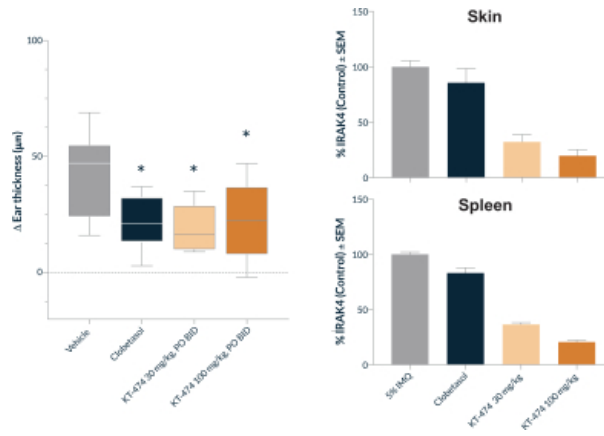 100
50
0
Δ Ear thickness (µm)
*
*
*
Vehicle
Clobetasol
KT-474 30 mg/kg, PO BID
KT-474 100 mg/kg, PO BID
Skin
% IRAK4 (Control) ± SEM
150
100
50
0
Spleen
% IRAK4 (Control) ± SEM
150
100
50
0
5% IMQ
Clobetasol
KT-474 30 mg/kg
KT-474 100 mg/kg